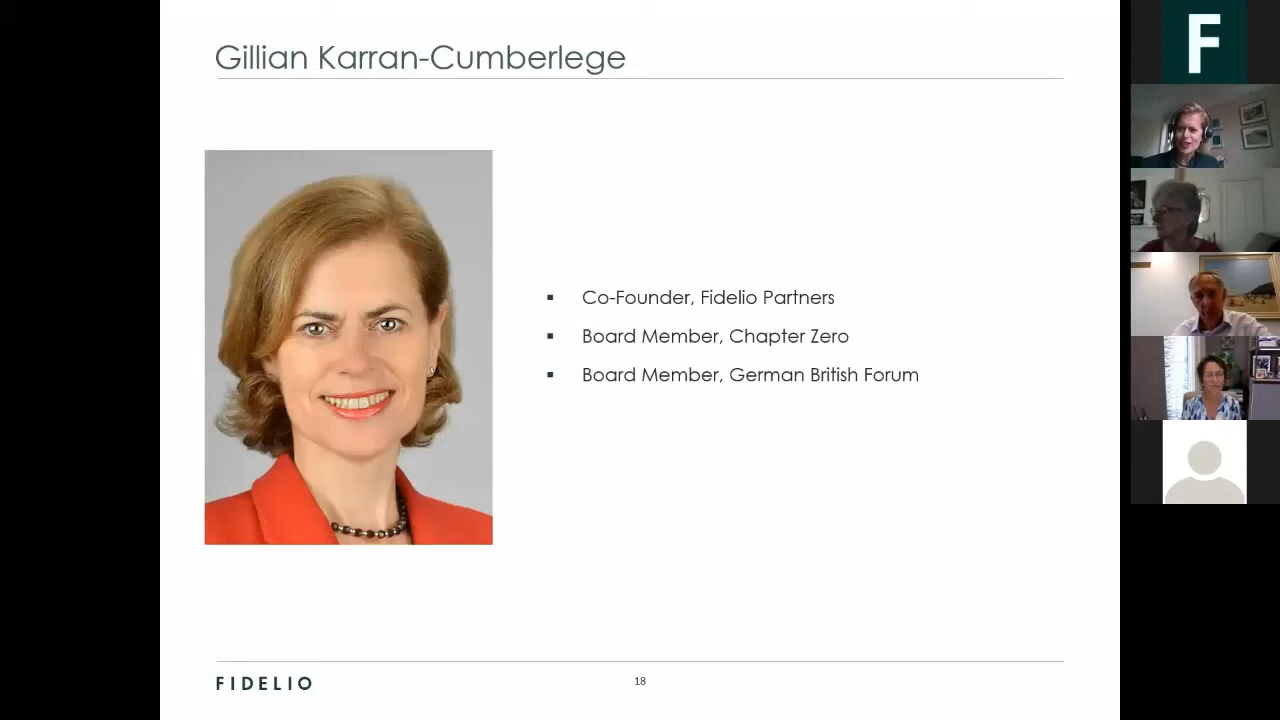 Gillian Karran-Cumberlege
Co-Founder, Fidelio Partners
Board Member, Chapter Zero
Board Member, German British Forum
FIDELIO
18
F